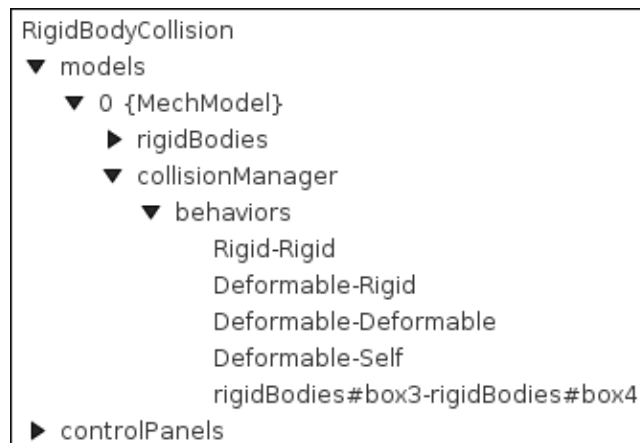 RigidBodyCollision
models
0 {MechModel}
rigidBodies
collisionManager
behaviors
Rigid-Rigid
Deformable-Rigid
Deformable-Deformable
Deformable-Self
rigidBodies#box3-rigidBodies#box4
controlPanels